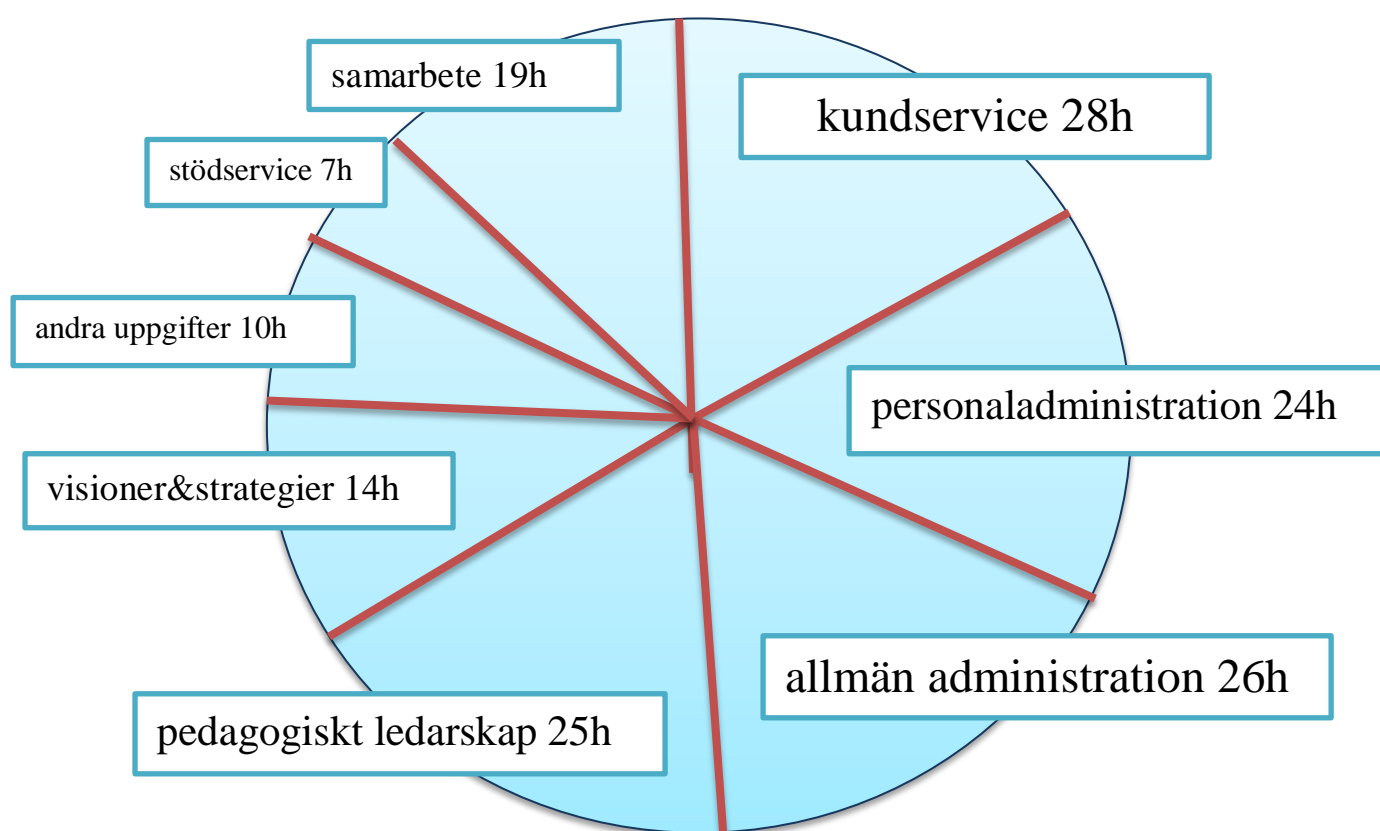 samarbete 19h
kundservice 28h
stödservice 7h
andra uppgifter 10h
personaladministration 24h
visioner&strategier 14h
allmän administration 26h
pedagogiskt ledarskap 25h